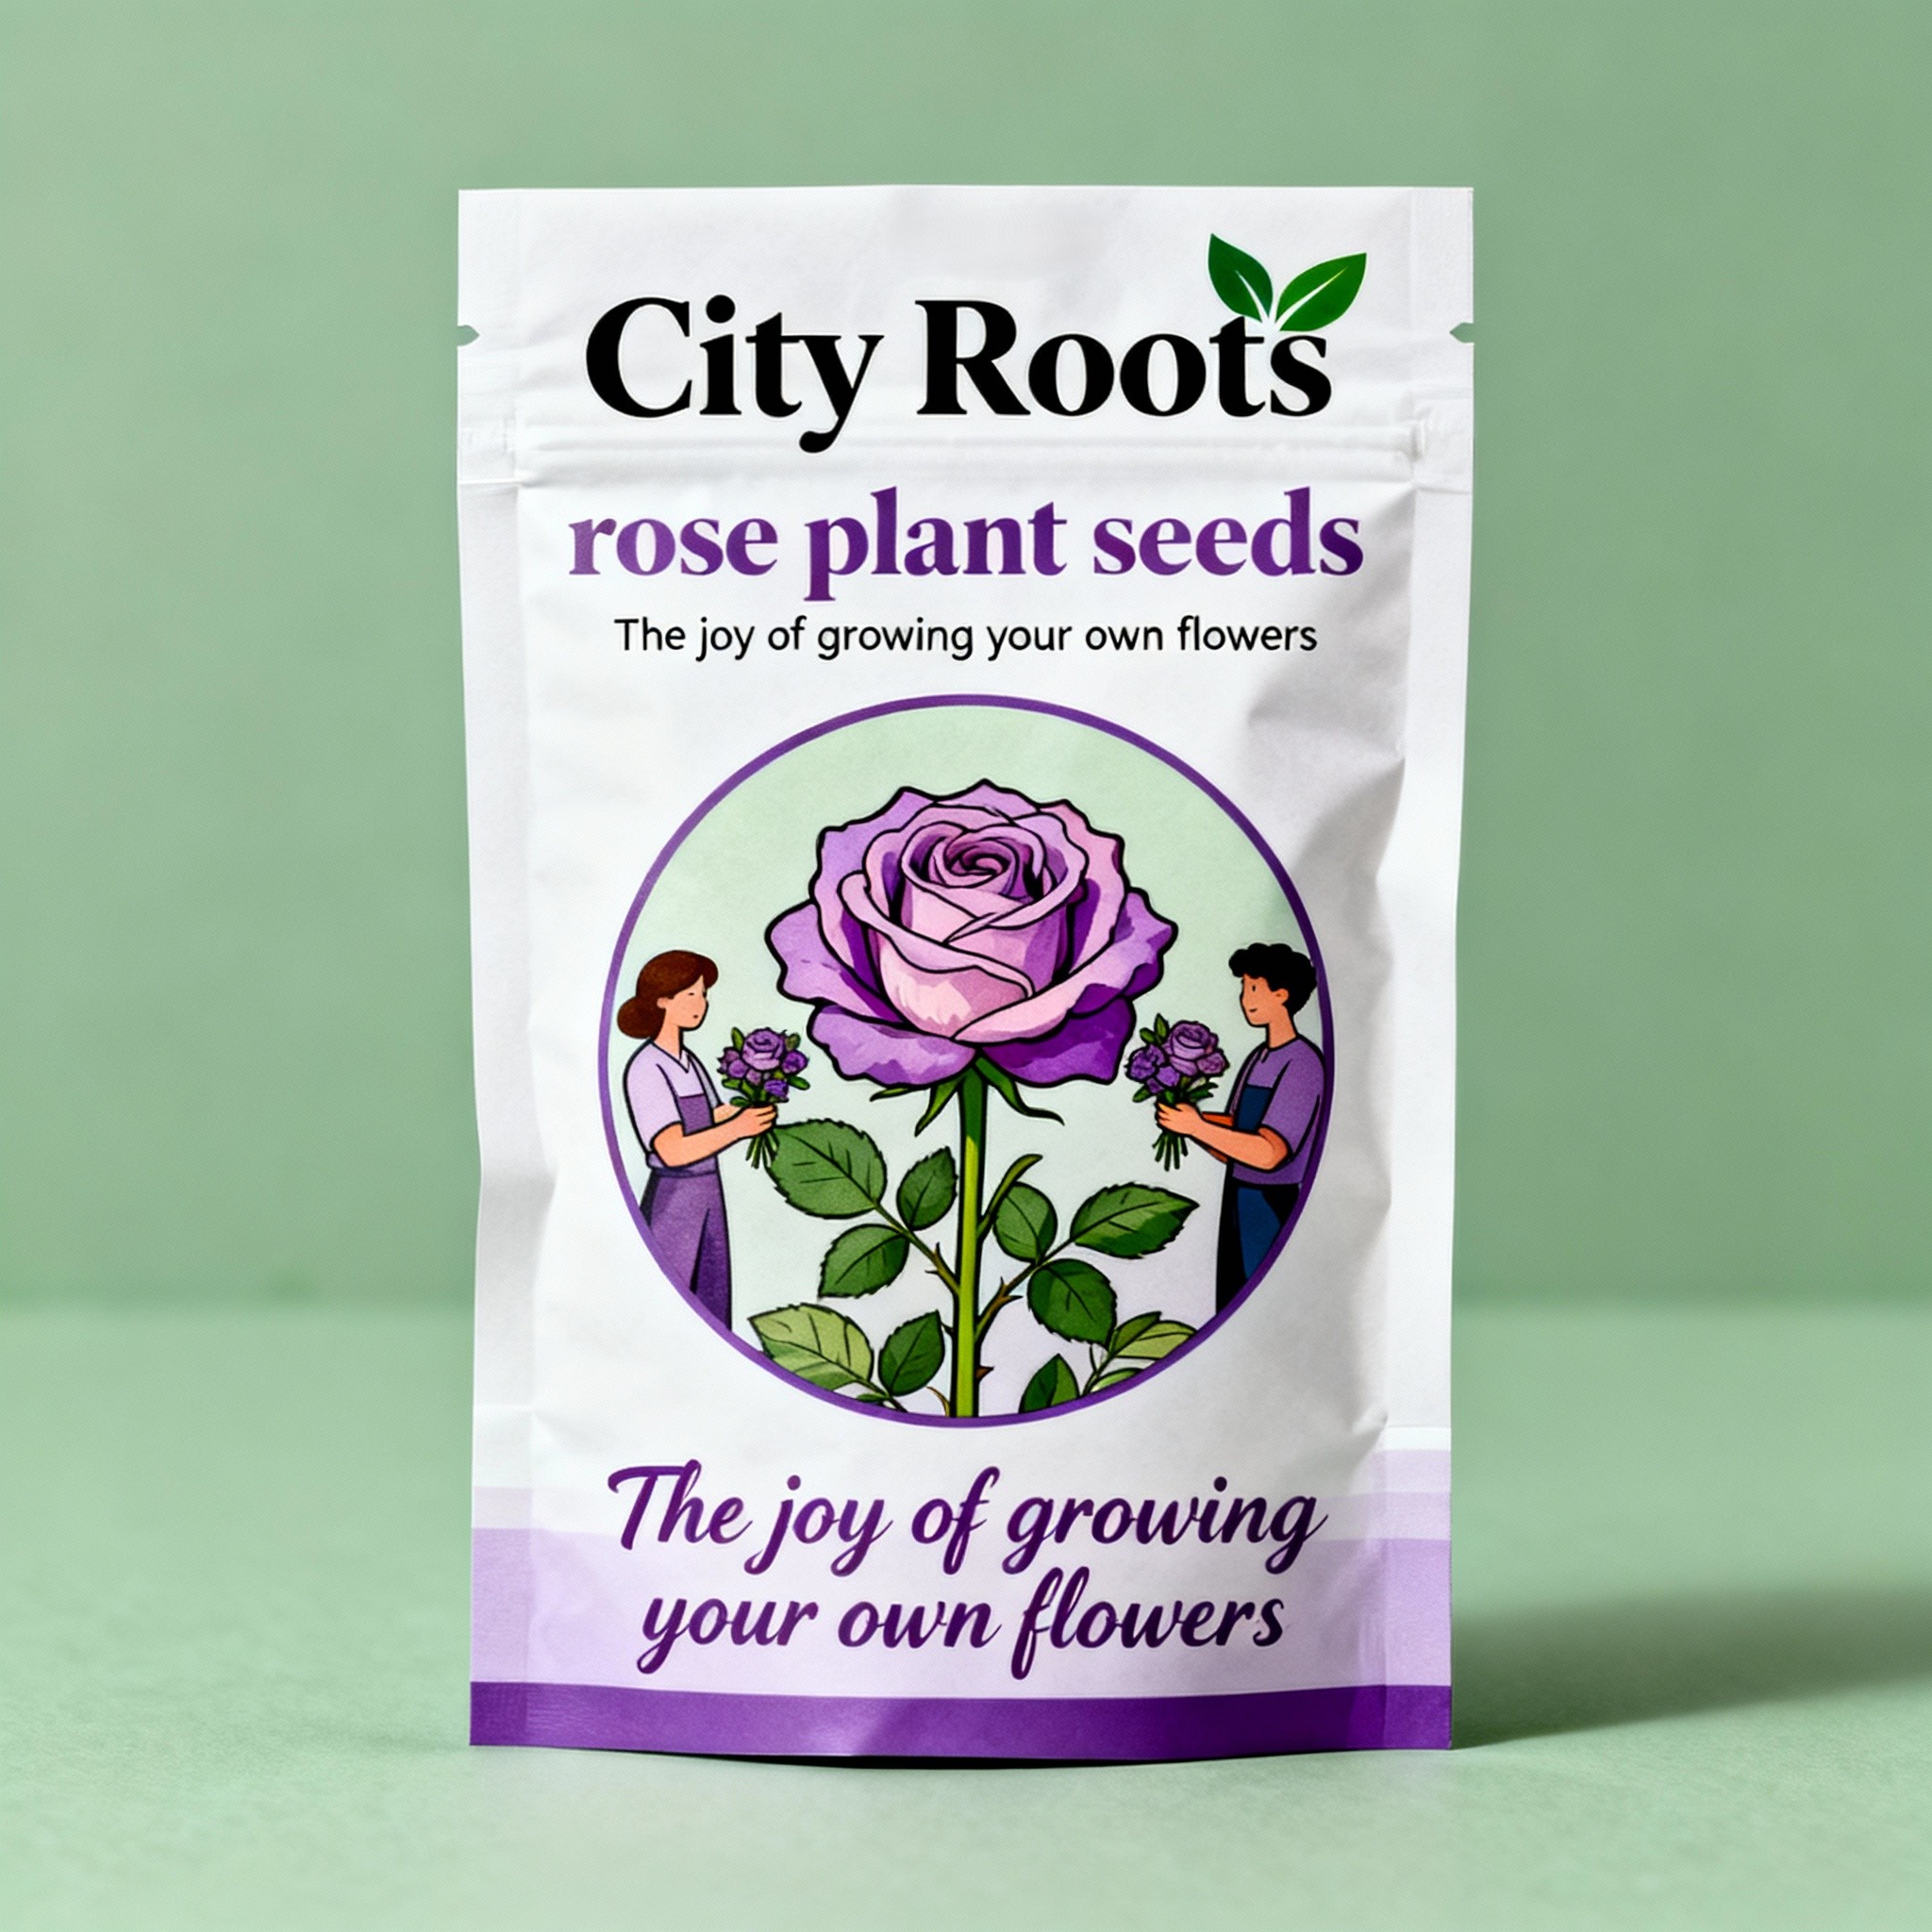 City Roots
rose plant seeds
The joy of growing your own flowers
The joy of growing
your own flowers